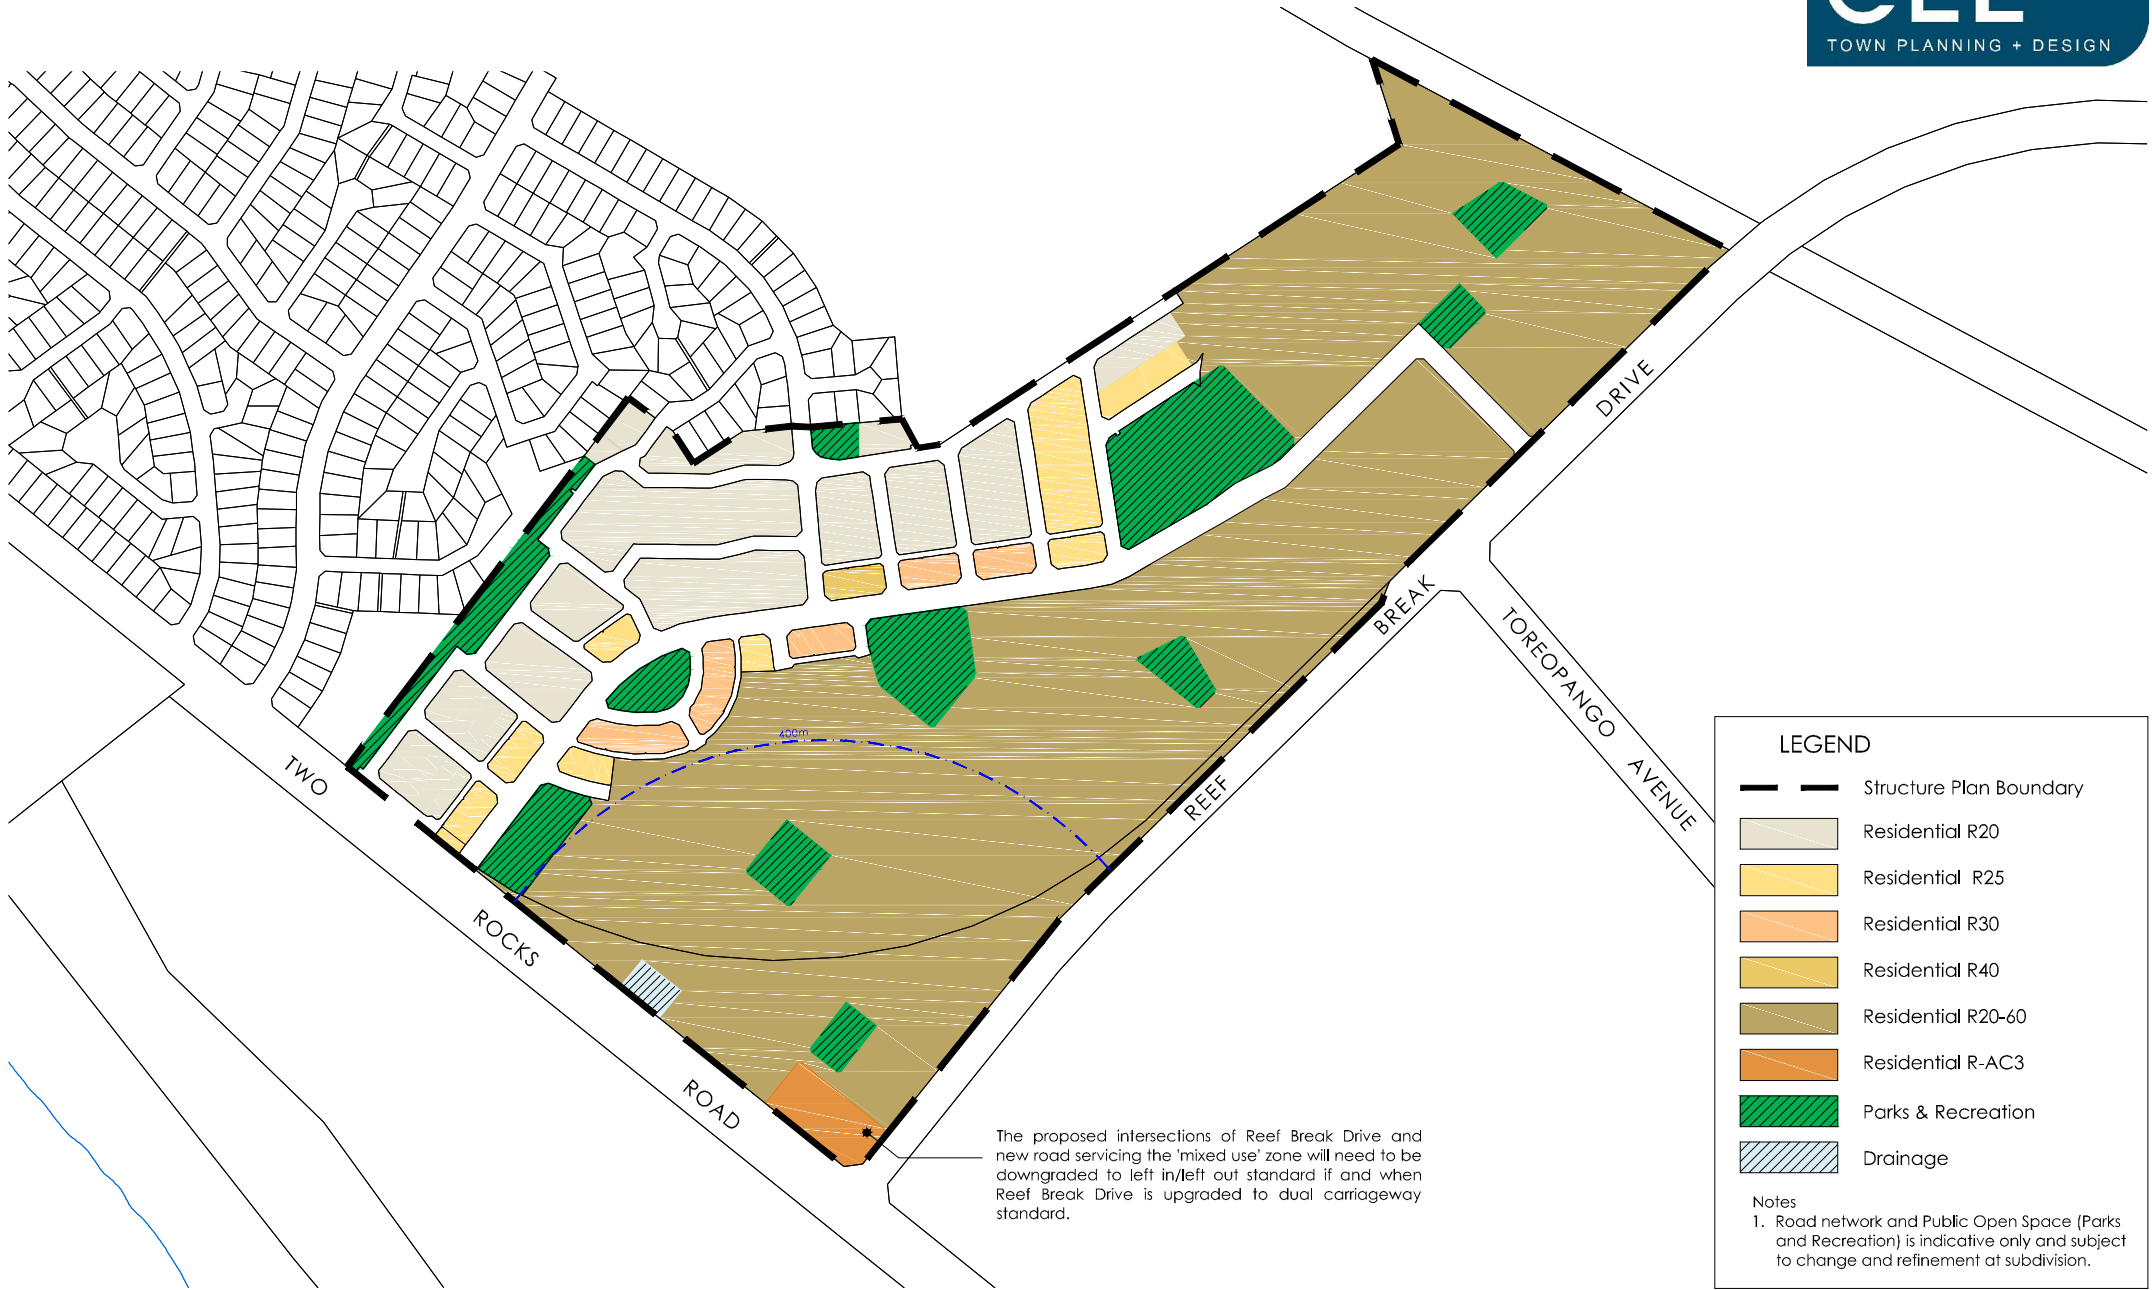 TOWN PLANNING + DESIGN
DRIVE
BREAK
REEF
TOREOPANGO
AVENUE
400m
TWO
ROCKS
ROAD
The proposed intersections of Reef Break Drive and
new road servicing the 'mixed use' zone will need to be
downgraded to left in/left out standard if and when
Reef Break Drive is upgraded to dual carriageway
standard.
LEGEND
Structure Plan Boundary
Residential R20
Residential R25
Residential R30
Residential R40
Residential R20-60
Residential R-AC3
Parks & Recreation
Drainage
Notes
1. Road network and Public Open Space (Parks
and Recreation) is indicative only and subject
to change and refinement at subdivision.